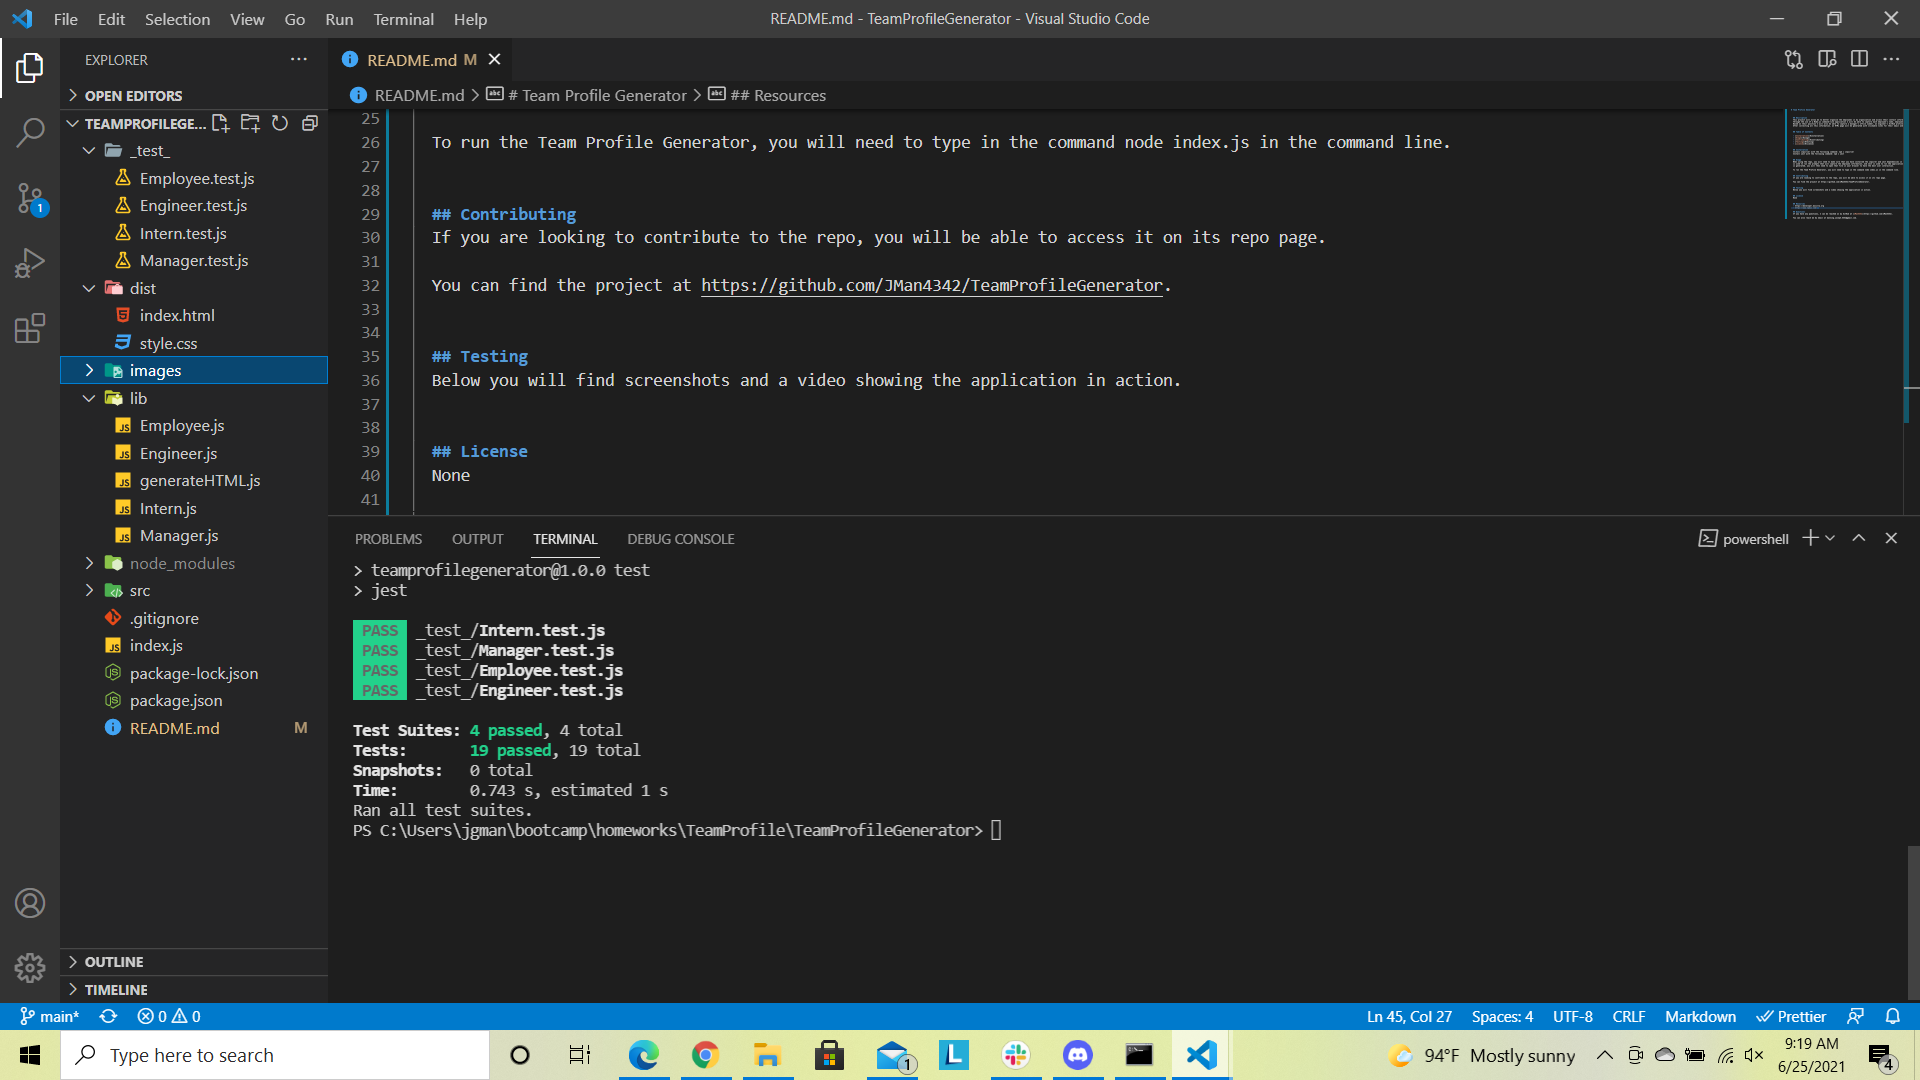 File Edit Selection View Go Run Terminal Help
README.md - TeamProfileGenerator - Visual Studio Code
EXPLORER
OPEN EDITORS
TEAMPROFILEGE...
_test_
Employee.test.js
Engineer.test.js
Intern.test.js
Manager.test.js
dist
index.html
style.css
images
lib
Employee.js
Engineer.js
generateHTML.js
Intern.js
Manager.js
node_modules
src
.gitignore
index.js
package-lock.json
package.json
README.md M
OUTLINE
TIMELINE
1
README.md M
README.md > # Team Profile Generator > ## Resources
25
26 To run the Team Profile Generator, you will need to type in the command node index.js in the command line.
27
28
29 ## Contributing
30 If you are looking to contribute to the repo, you will be able to access it on its repo page.
31
32 You can find the project at https://github.com/JMan4342/TeamProfileGenerator.
33
34
35 ## Testing
36 Below you will find screenshots and a video showing the application in action.
37
38
39 ## License
40 None
41
PROBLEMS OUTPUT TERMINAL DEBUG CONSOLE
powershell
> teamprofilegenerator@1.0.0 test
> jest
PASS _test_/Intern.test.js
PASS _test_/Manager.test.js
PASS _test_/Employee.test.js
PASS _test_/Engineer.test.js
Test Suites: 4 passed, 4 total
Tests: 19 passed, 19 total
Snapshots: 0 total
Time: 0.743 s, estimated 1 s
Ran all test suites.
PS C:\Users\jgman\bootcamp\homeworks\TeamProfile\TeamProfileGenerator>
main* 0 0
Ln 45, Col 27 Spaces: 4 UTF-8 CRLF Markdown Prettier
Type here to search
1
L
94°F Mostly sunny
9:19 AM
6/25/2021
4